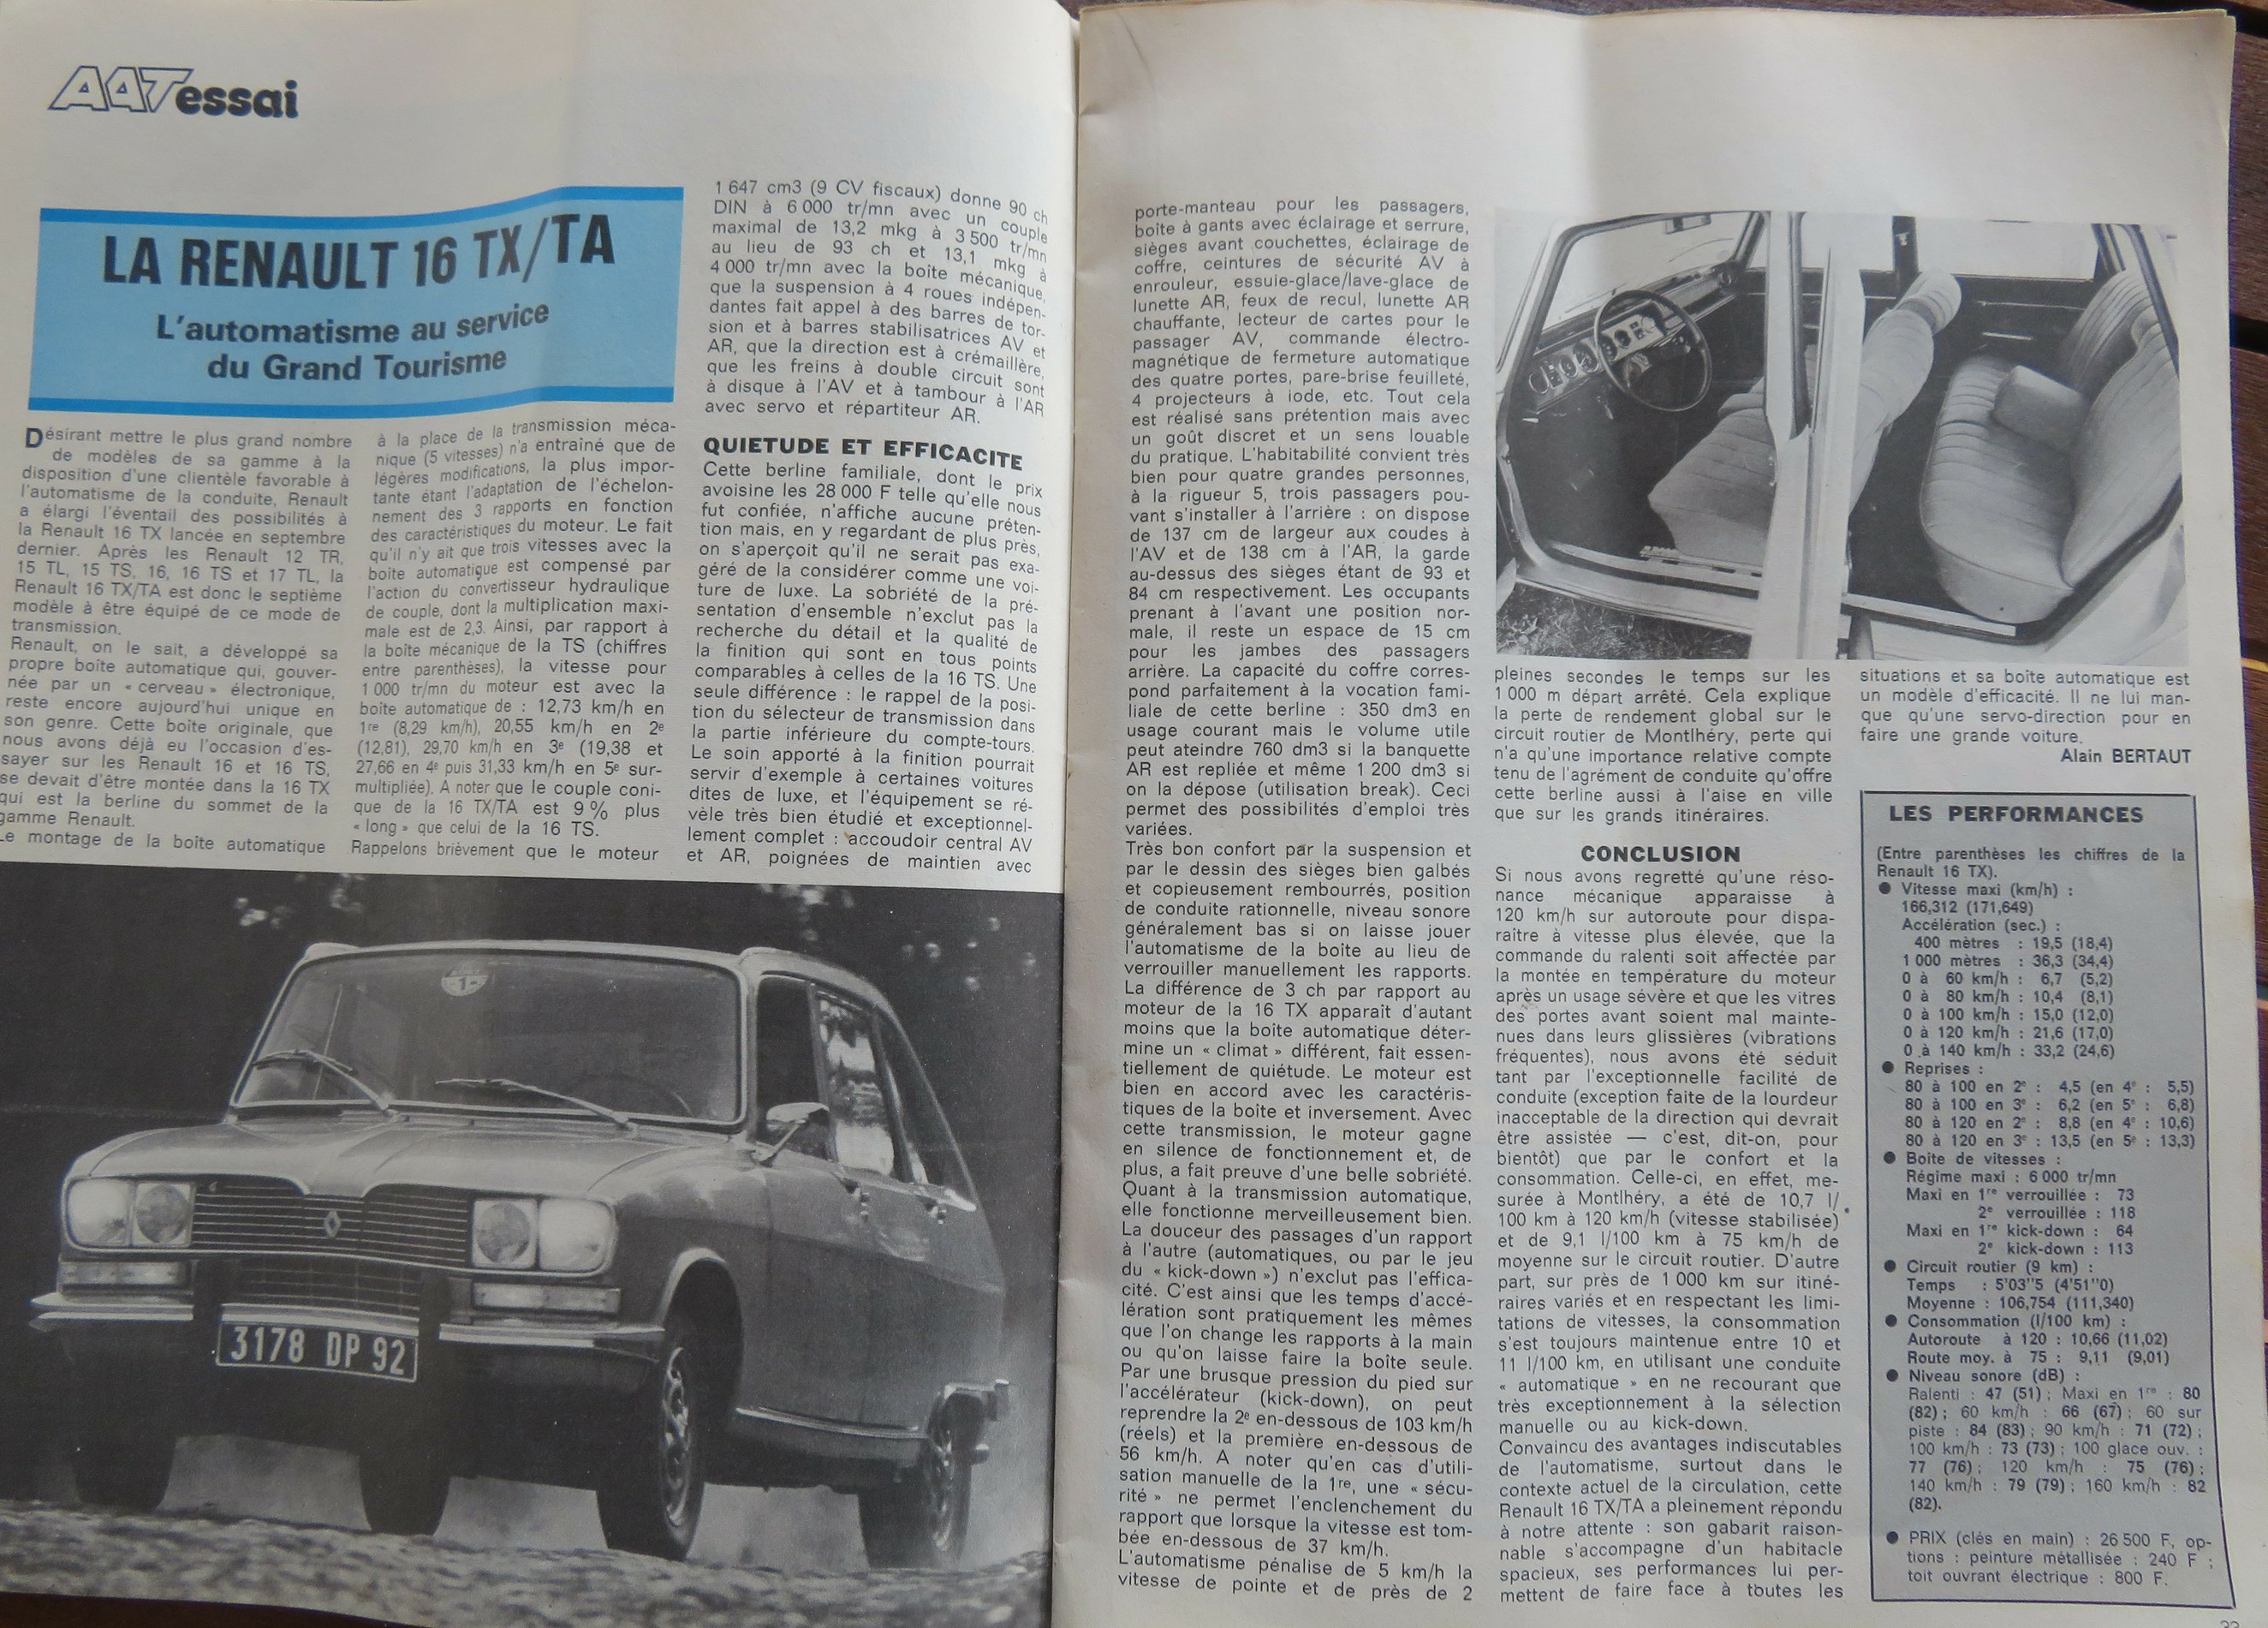 AATessai
LA RENAULT 16 TX/TA
L'automatisme au service
du Grand Tourisme
Désirant mettre le plus grand nombre
de modèles de sa gamme à la
disposition d'une clientèle favorable à
l'automatisme de la conduite, Renault
a élargi l'éventail des possibilités à
la Renault 16 TX lancée en septembre
dernier. Après les Renault 12 TR,
15 TL, 15 TS, 16, 16 TS et 17 TL, la
Renault 16 TX/TA est donc le septième
modèle à être équipé de ce mode de
transmission.
Renault, on le sait, a développé sa
propre boîte automatique qui, gouver-
née par un « cerveau » électronique,
reste encore aujourd'hui unique en
son genre. Cette boîte originale, que
nous avons déjà eu l'occasion d'es-
sayer sur les Renault 16 et 16 TS,
se devait d'être montée dans la 16 TX
qui est la berline du sommet de la
gamme Renault.
Le montage de la boîte automatique
à la place de la transmission méca-
nique (5 vitesses) n'a entraîné que de
légères modifications, la plus impor-
tante étant l'adaptation de l'échelon-
nement des 3 rapports en fonction
des caractéristiques du moteur. Le fait
qu'il n'y ait que trois vitesses avec la
boîte automatique est compensé par
l'action du convertisseur hydraulique
de couple, dont la multiplication maxi-
male est de 2,3. Ainsi, par rapport à
la boîte mécanique de la TS (chiffres
entre parenthèses), la vitesse pour
1 000 tr/mn du moteur est avec la
boîte automatique de : 12,73 km/h en
1re (8,29 km/h), 20,55 km/h en 2e
(12,81), 29,70 km/h en 3e (19,38 et
27,66 en 4e puis 31,33 km/h en 5e sur-
multipliée). A noter que le couple coni-
que de la 16 TX/TA est 9 % plus
« long » que celui de la 16 TS.
Rappelons brièvement que le moteur
1 647 cm3 (9 CV fiscaux) donne 90 ch
DIN à 6 000 tr/mn avec un couple
maximal de 13,2 mkg à 3 500 tr/mn
au lieu de 93 ch et 13,1 mkg à
4 000 tr/mn avec la boîte mécanique,
que la suspension à 4 roues indépen-
dantes fait appel à des barres de tor-
sion et à barres stabilisatrices AV et
AR, que la direction est à crémaillère,
que les freins à double circuit sont
à disque à l'AV et à tambour à l'AR
avec servo et répartiteur AR.
QUIETUDE ET EFFICACITE
Cette berline familiale, dont le prix
avoisine les 28 000 F telle qu'elle nous
fut confiée, n'affiche aucune préten-
tion mais, en y regardant de plus près,
on s'aperçoit qu'il ne serait pas exa-
géré de la considérer comme une voi-
ture de luxe. La sobriété de la pré-
sentation d'ensemble n'exclut pas la
recherche du détail et la qualité de
la finition qui sont en tous points
comparables à celles de la 16 TS. Une
seule différence : le rappel de la posi-
tion du sélecteur de transmission dans
la partie inférieure du compte-tours.
Le soin apporté à la finition pourrait
servir d'exemple à certaines voitures
dites de luxe, et l'équipement se ré-
vèle très bien étudié et exceptionnel-
lement complet : accoudoir central AV
et AR, poignées de maintien avec
3178 DP 92
porte-manteau pour les passagers,
boîte à gants avec éclairage et serrure,
sièges avant couchettes, éclairage de
coffre, ceintures de sécurité AV à
enrouleur, essuie-glace/lave-glace de
lunette AR, feux de recul, lunette AR
chauffante, lecteur de cartes pour le
passager AV, commande électro-
magnétique de fermeture automatique
des quatre portes, pare-brise feuilleté,
4 projecteurs à iode, etc. Tout cela
est réalisé sans prétention mais avec
un goût discret et un sens louable
du pratique. L'habitabilité convient très
bien pour quatre grandes personnes,
à la rigueur 5, trois passagers pou-
vant s'installer à l'arrière : on dispose
de 137 cm de largeur aux coudes à
l'AV et de 138 cm à l'AR, la garde
au-dessus des sièges étant de 93 et
84 cm respectivement. Les occupants
prenant à l'avant une position nor-
male, il reste un espace de 15 cm
pour les jambes des passagers
arrière. La capacité du coffre corres-
pond parfaitement à la vocation fami-
liale de cette berline : 350 dm3 en
usage courant mais le volume utile
peut ateindre 760 dm3 si la banquette
AR est repliée et même 1 200 dm3 si
on la dépose (utilisation break). Ceci
permet des possibilités d'emploi très
variées.
Très bon confort par la suspension et
par le dessin des sièges bien galbés
et copieusement rembourrés, position
de conduite rationnelle, niveau sonore
généralement bas si on laisse jouer
l'automatisme de la boîte au lieu de
verrouiller manuellement les rapports.
La différence de 3 ch par rapport au
moteur de la 16 TX apparaît d'autant
moins que la boîte automatique déter-
mine un « climat » différent, fait essen-
tiellement de quiétude. Le moteur est
bien en accord avec les caractéris-
tiques de la boîte et inversement. Avec
cette transmission, le moteur gagne
en silence de fonctionnement et, de
plus, a fait preuve d'une belle sobriété.
Quant à la transmission automatique,
elle fonctionne merveilleusement bien.
La douceur des passages d'un rapport
à l'autre (automatiques, ou par le jeu
du « kick-down ») n'exclut pas l'effica-
cité. C'est ainsi que les temps d'accé-
lération sont pratiquement les mêmes
que l'on change les rapports à la main
ou qu'on laisse faire la boîte seule.
Par une brusque pression du pied sur
l'accélérateur (kick-down), on peut
reprendre la 2e en-dessous de 103 km/h
(réels) et la première en-dessous de
56 km/h. A noter qu'en cas d'utili-
sation manuelle de la 1re, une « sécu-
rité » ne permet l'enclenchement du
rapport que lorsque la vitesse est tom-
bée en-dessous de 37 km/h.
L'automatisme pénalise de 5 km/h la
vitesse de pointe et de près de 2
pleines secondes le temps sur les
1 000 m départ arrêté. Cela explique
la perte de rendement global sur le
circuit routier de Montlhéry, perte qui
n'a qu'une importance relative compte
tenu de l'agrément de conduite qu'offre
cette berline aussi à l'aise en ville
que sur les grands itinéraires.
CONCLUSION
Si nous avons regretté qu'une réso-
nance mécanique apparaisse à
120 km/h sur autoroute pour dispa-
raître à vitesse plus élevée, que la
commande du ralenti soit affectée par
la montée en température du moteur
après un usage sévère et que les vitres
des portes avant soient mal mainte-
nues dans leurs glissières (vibrations
fréquentes), nous avons été séduit
tant par l'exceptionnelle facilité de
conduite (exception faite de la lourdeur
inacceptable de la direction qui devrait
être assistée — c'est, dit-on, pour
bientôt) que par le confort et la
consommation. Celle-ci, en effet, me-
surée à Montlhéry, a été de 10,7 l/
100 km à 120 km/h (vitesse stabilisée)
et de 9,1 l/100 km à 75 km/h de
moyenne sur le circuit routier. D'autre
part, sur près de 1 000 km sur itiné-
raires variés et en respectant les limi-
tations de vitesses, la consommation
s'est toujours maintenue entre 10 et
11 l/100 km, en utilisant une conduite
« automatique » en ne recourant que
très exceptionnement à la sélection
manuelle ou au kick-down.
Convaincu des avantages indiscutables
de l'automatisme, surtout dans le
contexte actuel de la circulation, cette
Renault 16 TX/TA a pleinement répondu
à notre attente : son gabarit raison-
nable s'accompagne d'un habitacle
spacieux, ses performances lui per-
mettent de faire face à toutes les
situations et sa boîte automatique est
un modèle d'efficacité. Il ne lui man-
que qu'une servo-direction pour en
faire une grande voiture.
Alain BERTAUT
LES PERFORMANCES
(Entre parenthèses les chiffres de la
Renault 16 TX).
● Vitesse maxi (km/h) :
166,312 (171,649)
Accélération (sec.) :
400 mètres : 19,5 (18,4)
1 000 mètres : 36,3 (34,4)
0 à 60 km/h : 6,7 (5,2)
0 à 80 km/h : 10,4 (8,1)
0 à 100 km/h : 15,0 (12,0)
0 à 120 km/h : 21,6 (17,0)
0 à 140 km/h : 33,2 (24,6)
● Reprises :
80 à 100 en 2e : 4,5 (en 4e : 5,5)
80 à 100 en 3e : 6,2 (en 5e : 6,8)
80 à 120 en 2e : 8,8 (en 4e : 10,6)
80 à 120 en 3e : 13,5 (en 5e : 13,3)
● Boîte de vitesses :
Régime maxi : 6 000 tr/mn
Maxi en 1re verrouillée : 73
2e verrouillée : 118
Maxi en 1re kick-down : 64
2e kick-down : 113
● Circuit routier (9 km) :
Temps : 5'03"5 (4'51"0)
Moyenne : 106,754 (111,340)
● Consommation (l/100 km) :
Autoroute à 120 : 10,66 (11,02)
Route moy. à 75 : 9,11 (9,01)
● Niveau sonore (dB) :
Ralenti : 47 (51) ; Maxi en 1re : 80
(82) ; 60 km/h : 66 (67) ; 60 sur
piste : 84 (83) ; 90 km/h : 71 (72) ;
100 km/h : 73 (73) ; 100 glace ouv. :
77 (76) ; 120 km/h : 75 (76) ;
140 km/h : 79 (79) ; 160 km/h : 82
(82).
● PRIX (clés en main) : 26 500 F, op-
tions : peinture métallisée : 240 F ;
toit ouvrant électrique : 800 F.